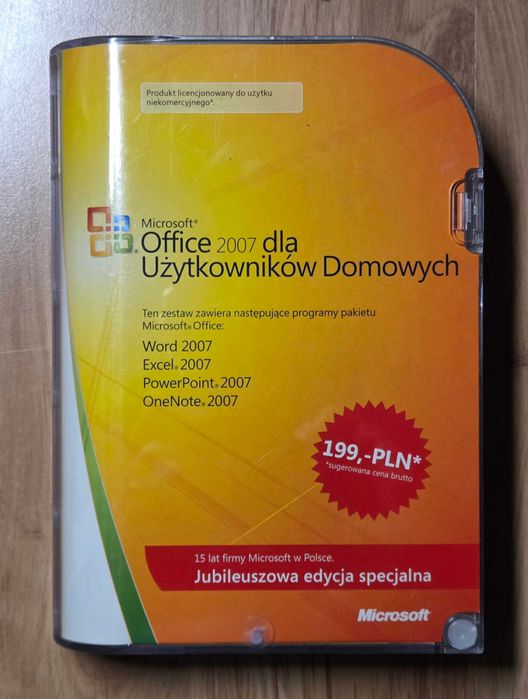 Produkt licencjonowany do użytku
niekomercyjnego*.
Microsoft®
Office 2007 dla
Użytkowników Domowych
Ten zestaw zawiera następujące programy pakietu
Microsoft® Office:
Word 2007
Excel® 2007
PowerPoint® 2007
OneNote® 2007
199,-PLN*
*sugerowana cena brutto
15 lat firmy Microsoft w Polsce.
Jubileuszowa edycja specjalna
Microsoft